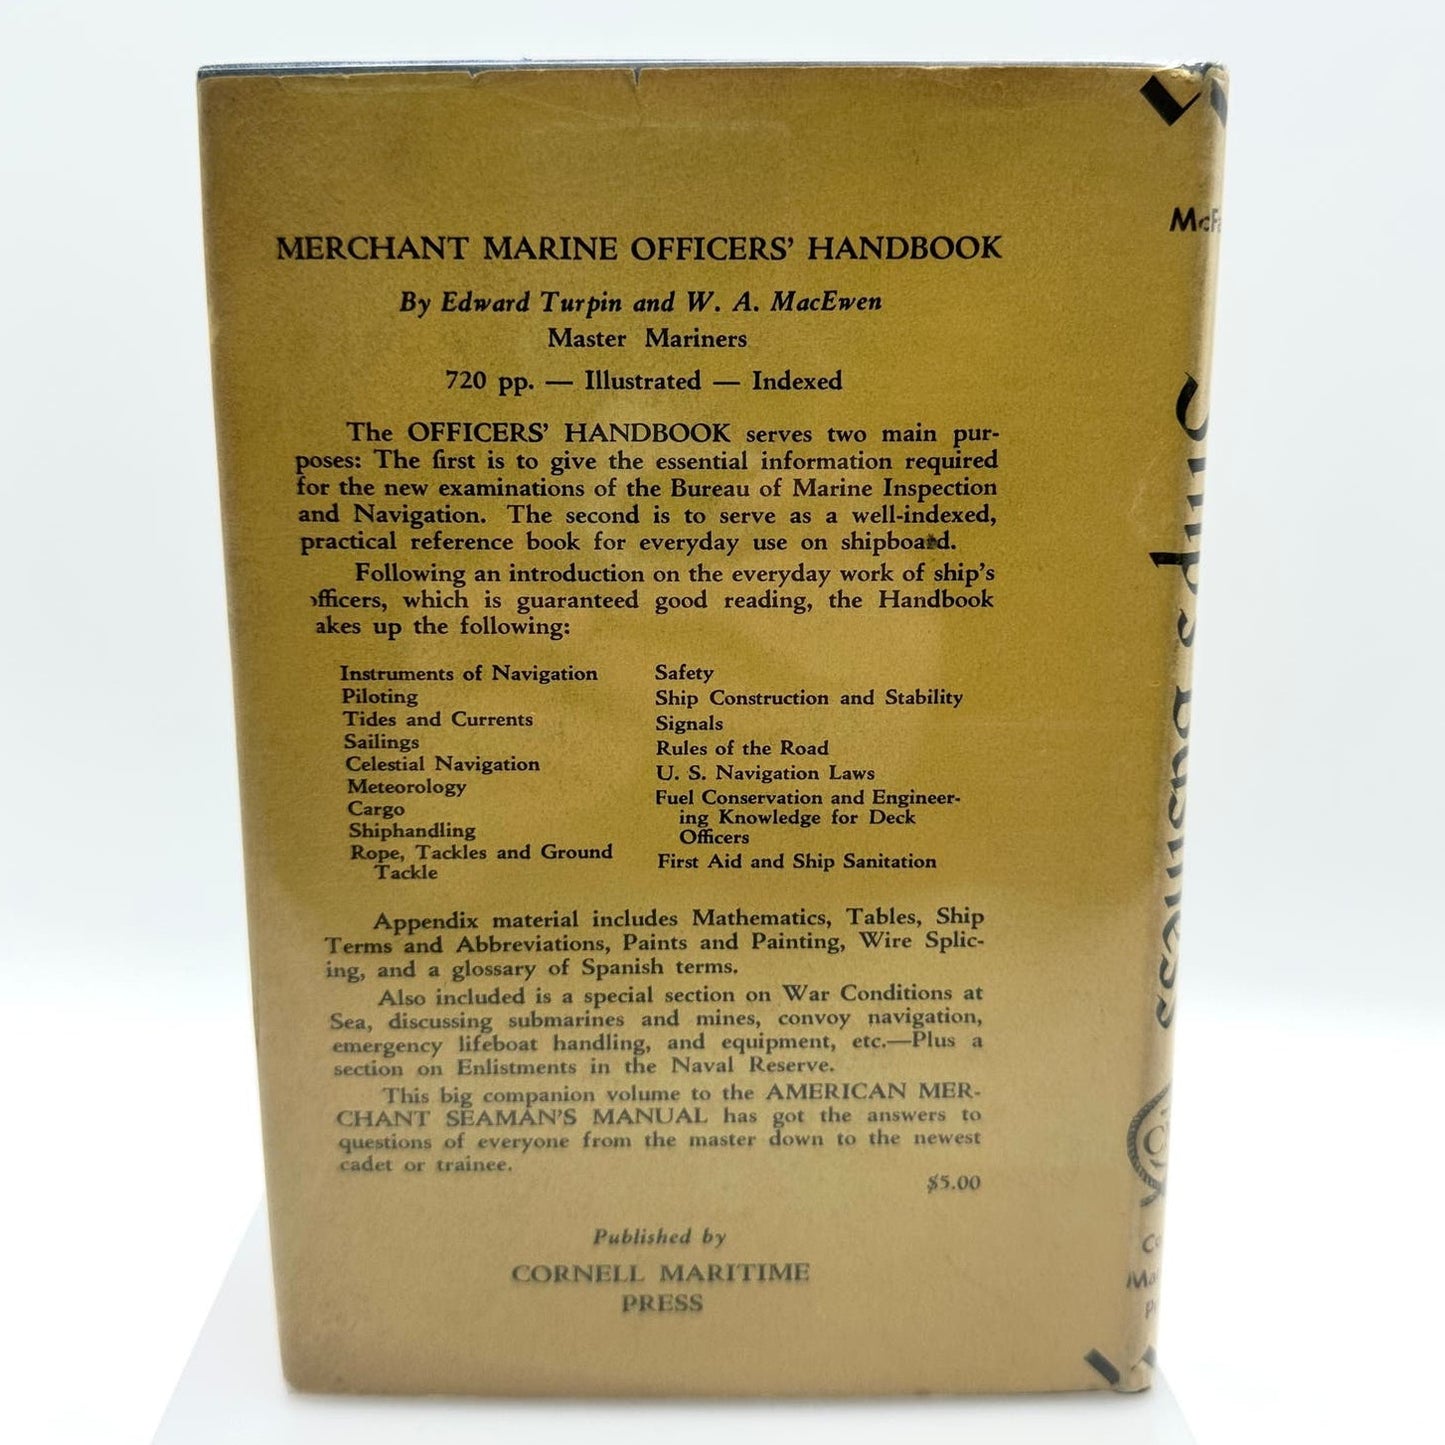 MERCHANT MARINE OFFICERS' HANDBOOK
By Edward Turpin and W. A. MacEwen
Master Mariners
720 pp. — Illustrated — Indexed
The OFFICERS' HANDBOOK serves two main pur-
poses: The first is to give the essential information required
for the new examinations of the Bureau of Marine Inspection
and Navigation. The second is to serve as a well-indexed,
practical reference book for everyday use on shipboard.
Following an introduction on the everyday work of ship's
officers, which is guaranteed good reading, the Handbook
akes up the following:
Instruments of Navigation
Piloting
Tides and Currents
Sailings
Celestial Navigation
Meteorology
Cargo
Shiphandling
Rope, Tackles and Ground
Tackle
Safety
Ship Construction and Stability
Signals
Rules of the Road
U. S. Navigation Laws
Fuel Conservation and Engineer-
ing Knowledge for Deck
Officers
First Aid and Ship Sanitation
Appendix material includes Mathematics, Tables, Ship
Terms and Abbreviations, Paints and Painting, Wire Splic-
ing, and a glossary of Spanish terms.
Also included is a special section on War Conditions at
Sea, discussing submarines and mines, convoy navigation,
emergency lifeboat handling, and equipment, etc.—Plus a
section on Enlistments in the Naval Reserve.
This big companion volume to the AMERICAN MER-
CHANT SEAMAN'S MANUAL has got the answers to
questions of everyone from the master down to the newest
cadet or trainee.
$5.00
Published by
CORNELL MARITIME
PRESS
McFa
Ship's Business